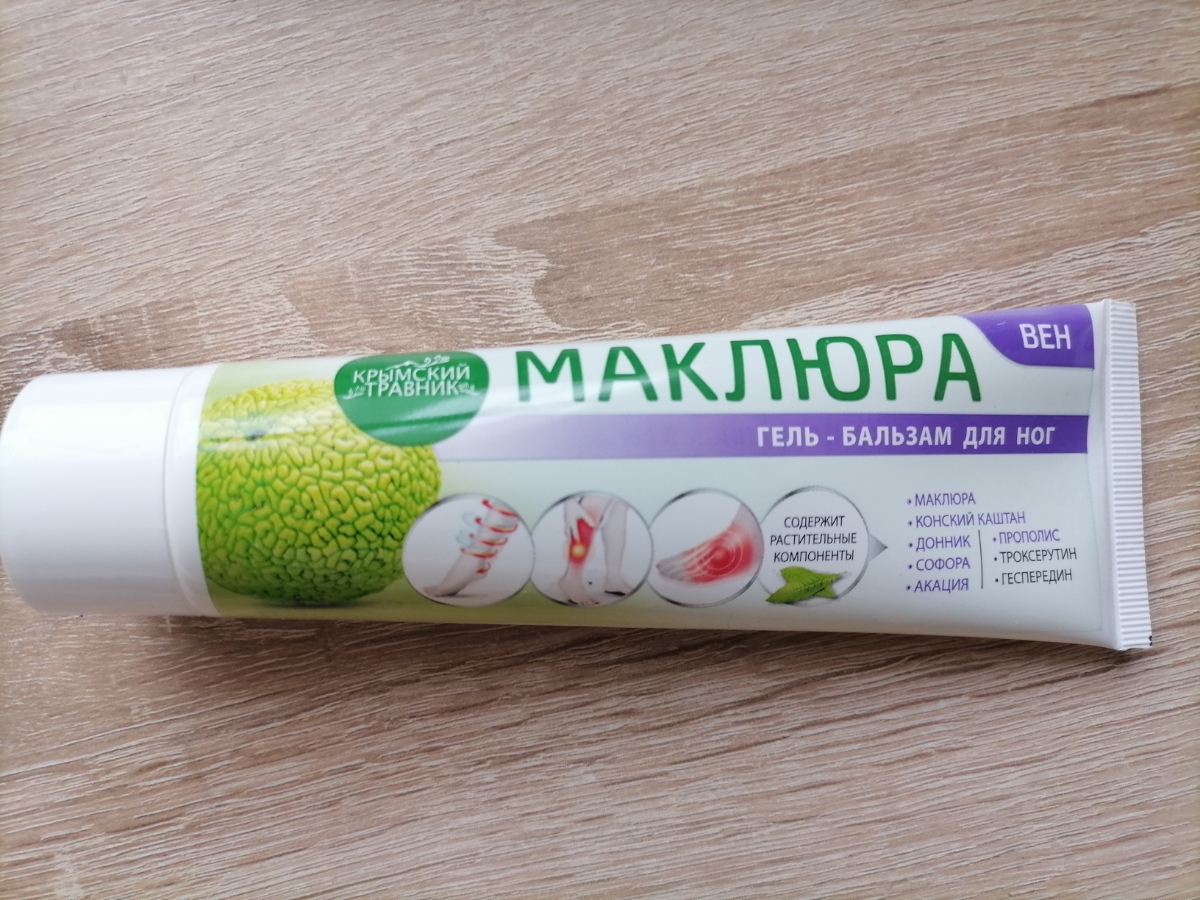 КРЫМСКИЙ
ТРАВНИК
МАКЛЮРА
ВЕН
ГЕЛЬ - БАЛЬЗАМ ДЛЯ НОГ
СОДЕРЖИТ
РАСТИТЕЛЬНЫЕ
КОМПОНЕНТЫ
• МАКЛЮРА
• КОНСКИЙ КАШТАН
• ДОННИК
• СОФОРА
• АКАЦИЯ
• ПРОПОЛИС
• ТРОКСЕРУТИН
• ГЕСПЕРЕДИН